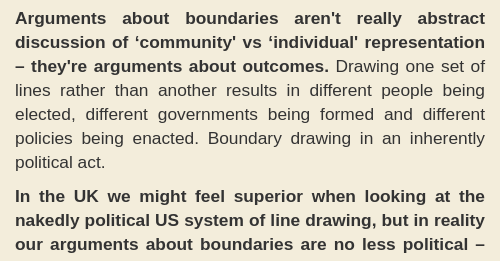 Arguments about boundaries aren't really abstract
discussion of ‘community' vs ‘individual' representation
– they're arguments about outcomes. Drawing one set of
lines rather than another results in different people being
elected, different governments being formed and different
policies being enacted. Boundary drawing in an inherently
political act.
In the UK we might feel superior when looking at the
nakedly political US system of line drawing, but in reality
our arguments about boundaries are no less political –